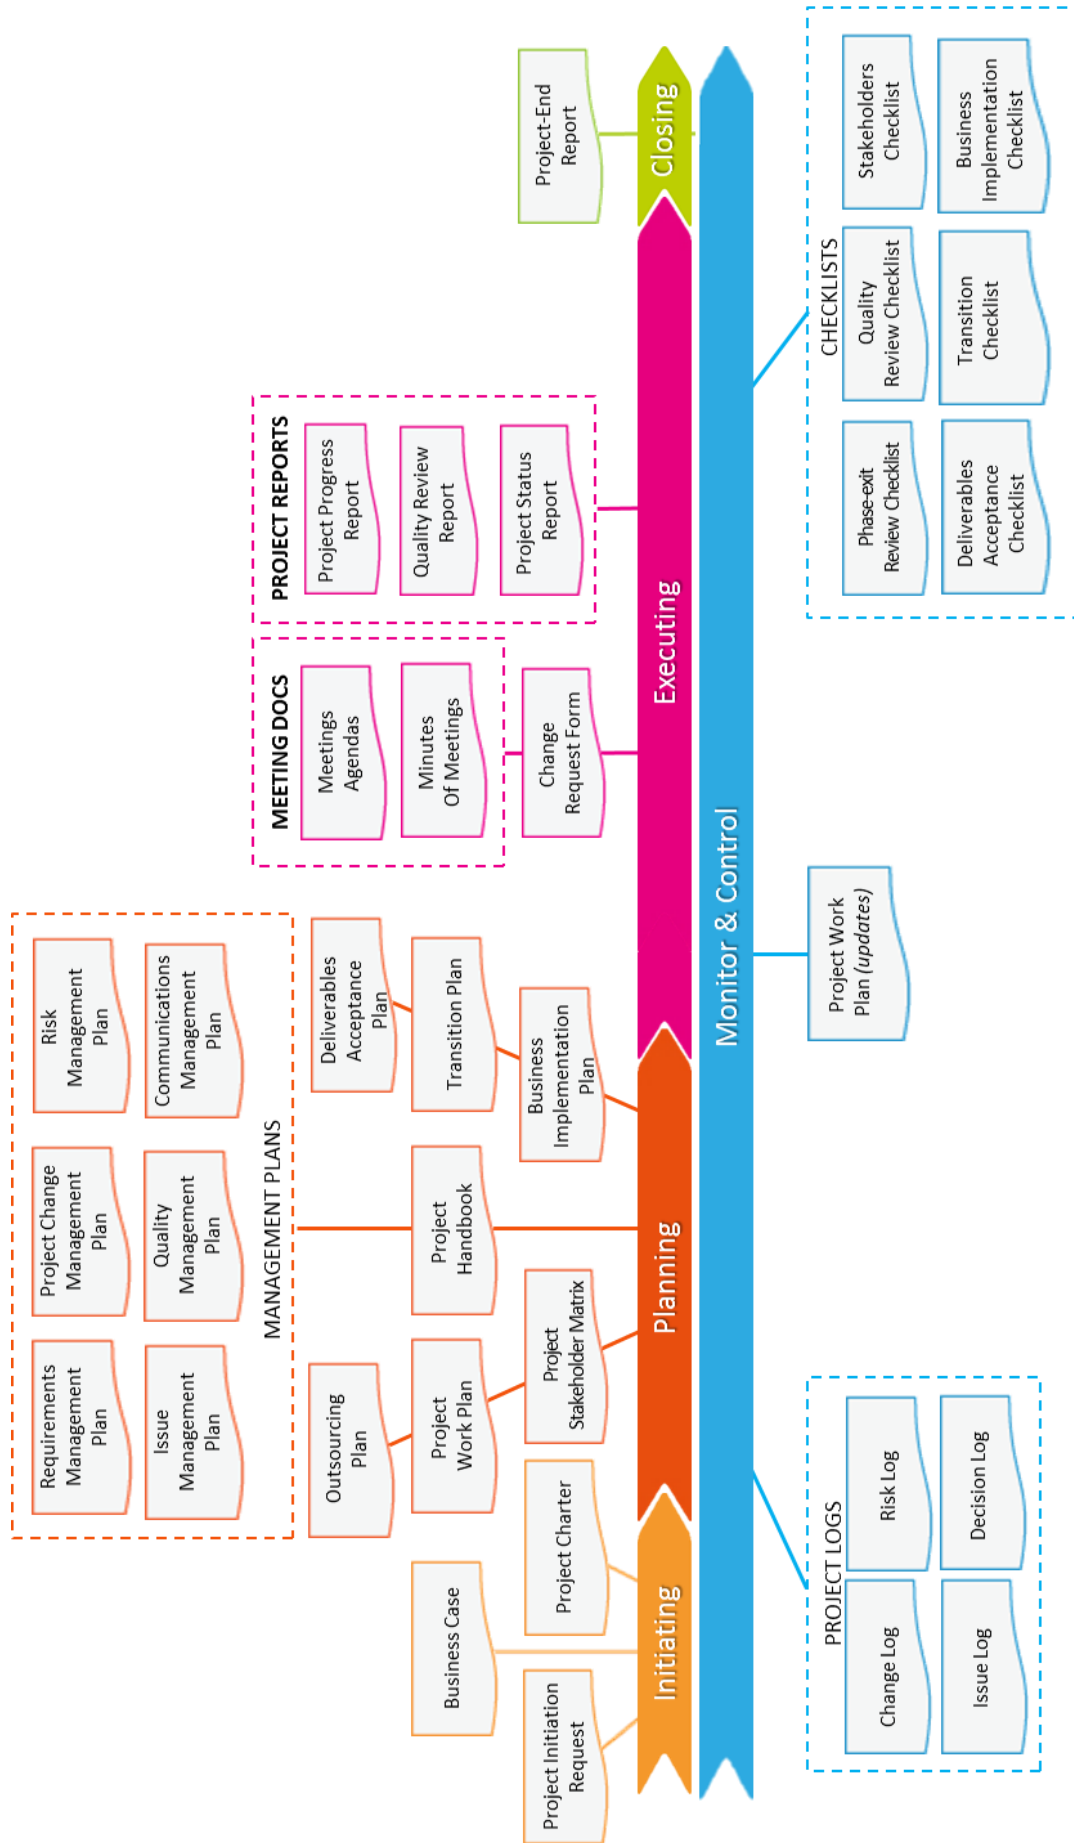 Requirements
Management
Plan
Project Change
Management
Plan
Risk
Management
Plan
Issue
Management
Plan
Quality
Management
Plan
Communications
Management
Plan
MANAGEMENT PLANS
MEETING DOCS
Meetings
Agendas
Minutes
Of Meetings
PROJECT REPORTS
Project Progress
Report
Quality Review
Report
Project Status
Report
Outsourcing
Plan
Deliverables
Acceptance
Plan
Business Case
Project
Work Plan
Project
Handbook
Transition Plan
Project Initiation
Request
Project Charter
Project
Stakeholder Matrix
Business
Implementation
Plan
Change
Request Form
Project-End
Report
Initiating
Planning
Executing
Closing
Monitor & Control
PROJECT LOGS
Change Log
Risk Log
Issue Log
Decision Log
Project Work
Plan (updates)
CHECKLISTS
Phase-exit
Review Checklist
Quality
Review Checklist
Stakeholders
Checklist
Deliverables
Acceptance
Checklist
Transition
Checklist
Business
Implementation
Checklist